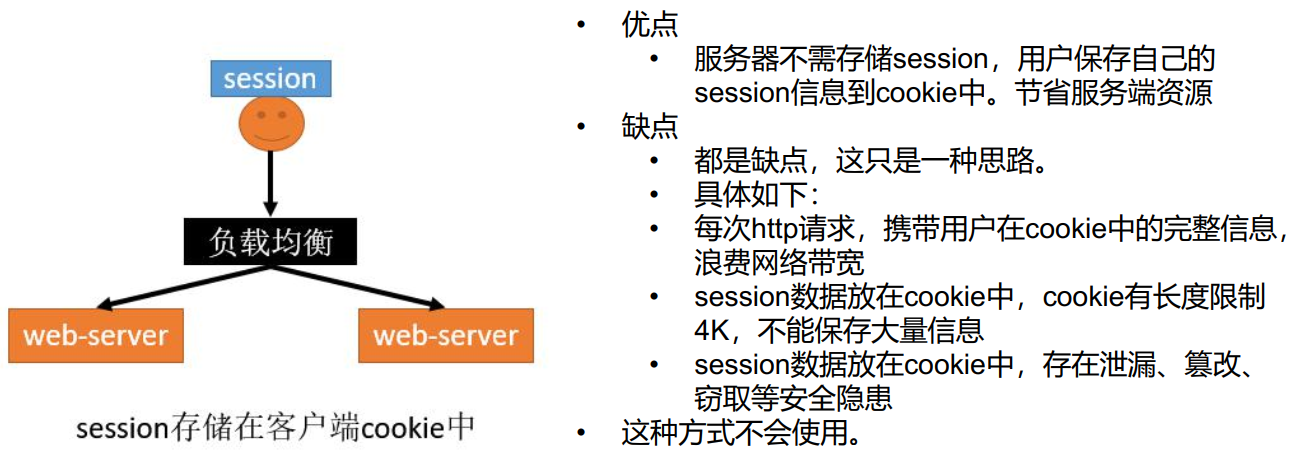 session
负载均衡
web-server
web-server
session存储在客户端cookie中
• 优点
• 服务器不需存储session，用户保存自己的
session信息到cookie中。节省服务端资源
• 缺点
• 都是缺点，这只是一种思路。
• 具体如下：
• 每次http请求，携带用户在cookie中的完整信息，
浪费网络带宽
• session数据放在cookie中，cookie有长度限制
4K，不能保存大量信息
• session数据放在cookie中，存在泄漏、篡改、
窃取等安全隐患
• 这种方式不会使用。